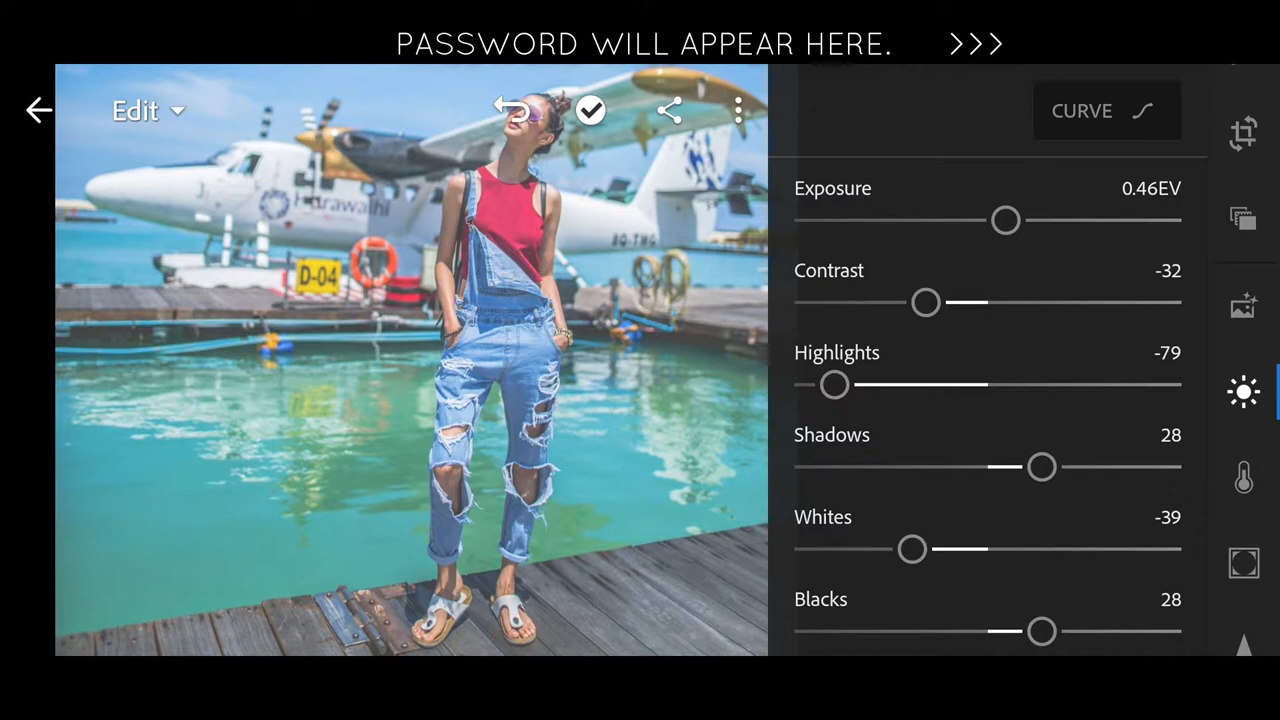 PASSWORD WILL APPEAR HERE. >>>
Edit
CURVE
Exposure 0.46EV
Contrast -32
Highlights -79
Shadows 28
Whites -39
Blacks 28
D-04